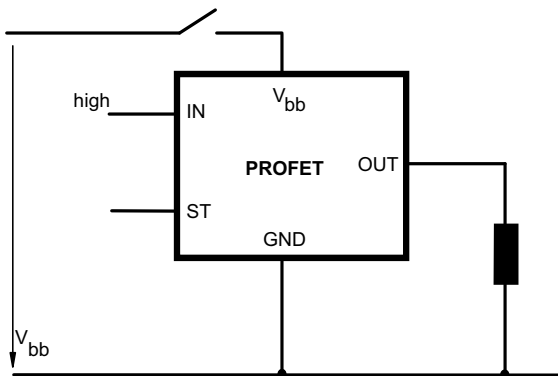 Vbb
high
IN
PROFET
OUT
ST
GND
Vbb